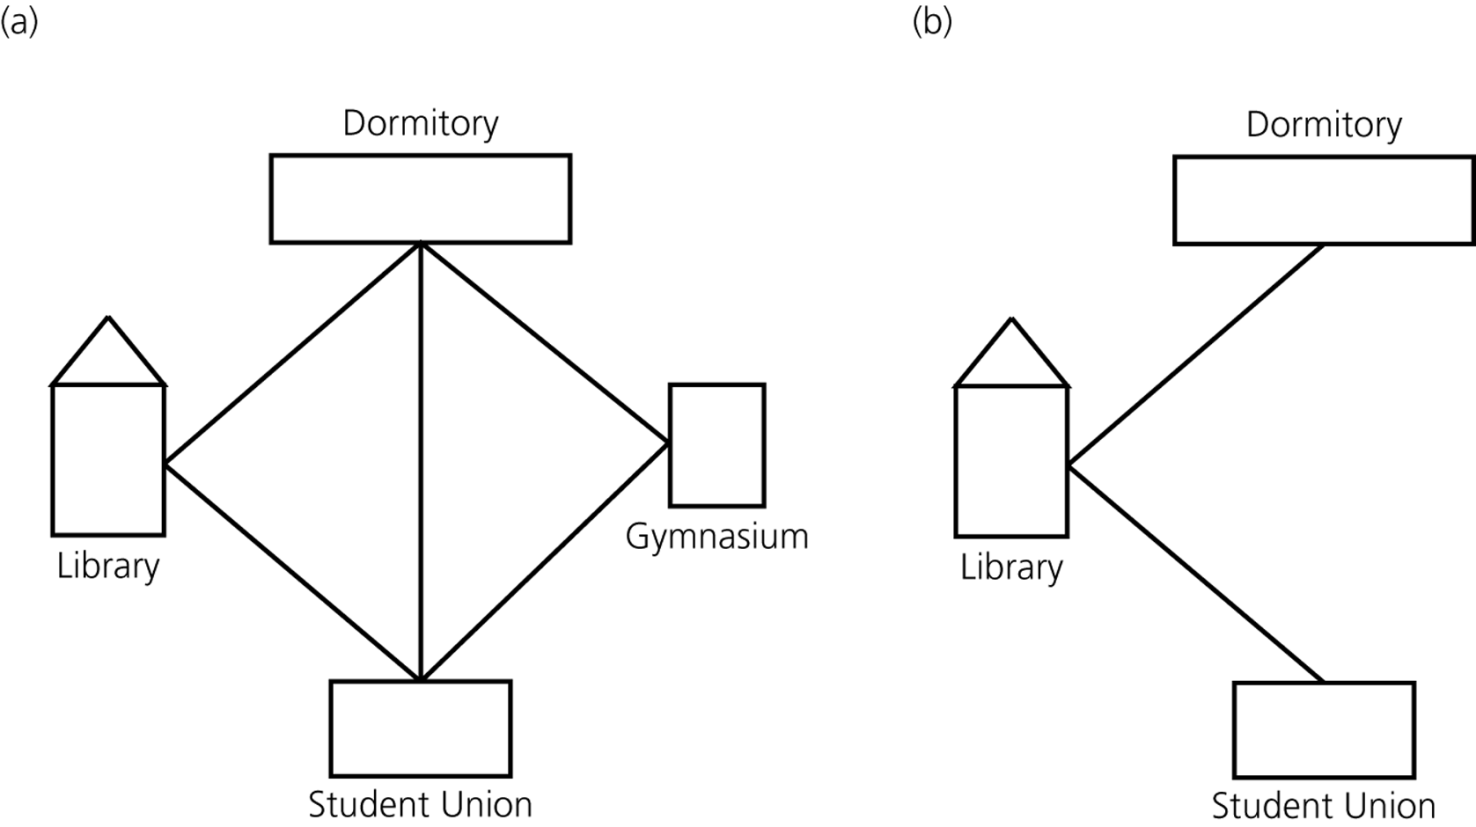 (a)
Dormitory
Library
Gymnasium
Student Union
(b)
Dormitory
Library
Student Union